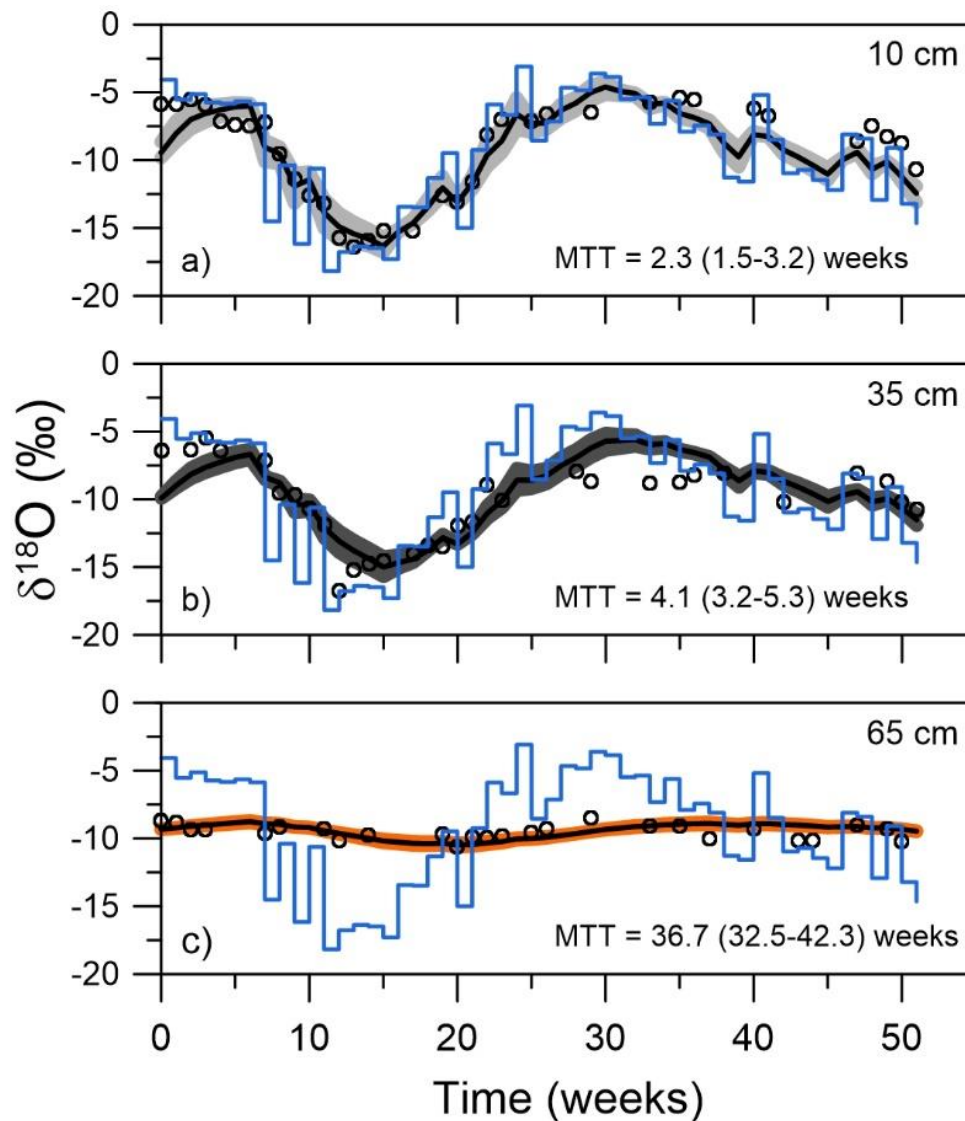 0
-5
-10
-15
-20
10 cm
a)
MTT = 2.3 (1.5-3.2) weeks
0
-5
-10
-15
-20
35 cm
b)
MTT = 4.1 (3.2-5.3) weeks
δ18O (‰)
0
-5
-10
-15
-20
65 cm
c)
MTT = 36.7 (32.5-42.3) weeks
0 10 20 30 40 50
Time (weeks)